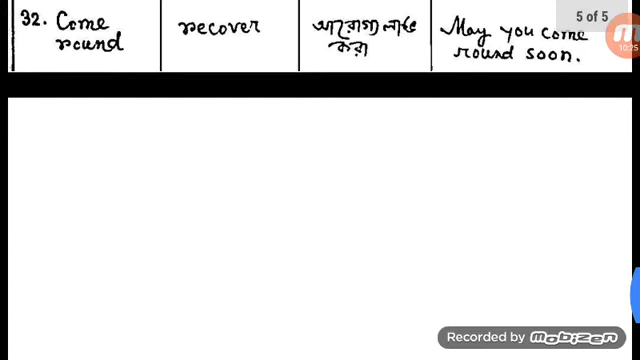 5 of 5
10:25
32. Come round
recover
আরোগ্য লাভ করা
May you come
round soon.
Recorded by mobizen